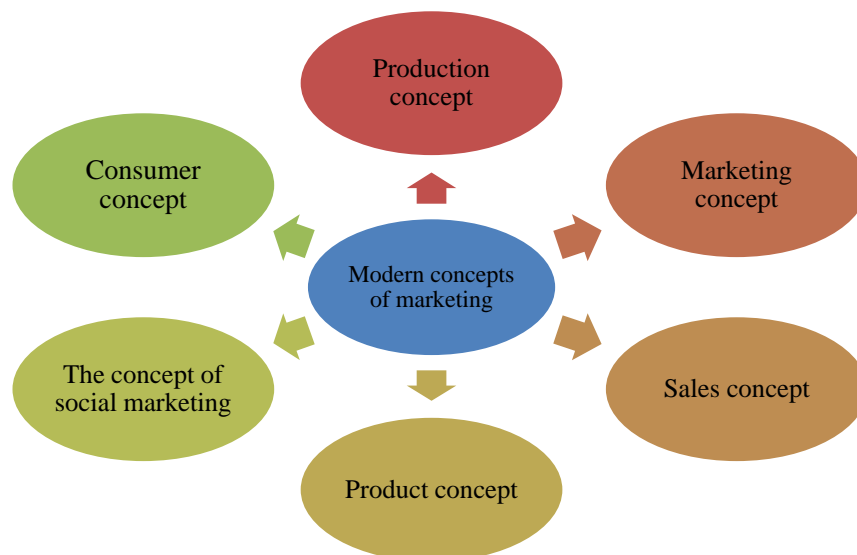 Production
concept
Consumer
concept
Marketing
concept
Modern concepts
of marketing
The concept of
social marketing
Sales concept
Product concept